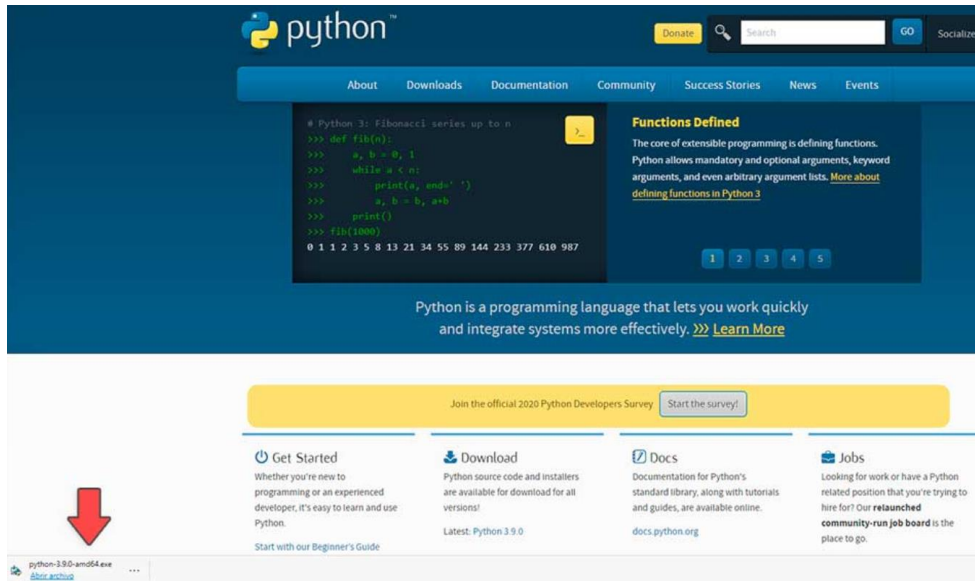 python™
Donate
Search
GO
Socialize
About Downloads Documentation Community Success Stories News Events
# Python 3: Fibonacci series up to n
>>> def fib(n):
>>>     a, b = 0, 1
>>>     while a < n:
>>>         print(a, end=' ')
>>>         a, b = b, a+b
>>>     print()
>>> fib(1000)
0 1 1 2 3 5 8 13 21 34 55 89 144 233 377 610 987
>_
Functions Defined
The core of extensible programming is defining functions.
Python allows mandatory and optional arguments, keyword
arguments, and even arbitrary argument lists. More about
defining functions in Python 3
1 2 3 4 5
Python is a programming language that lets you work quickly
and integrate systems more effectively. >>> Learn More
Join the official 2020 Python Developers Survey Start the survey!
Get Started
Whether you're new to
programming or an experienced
developer, it's easy to learn and use
Python.
Start with our Beginner's Guide
Download
Python source code and installers
are available for download for all
versions!
Latest: Python 3.9.0
Docs
Documentation for Python's
standard library, along with tutorials
and guides, are available online.
docs.python.org
Jobs
Looking for work or have a Python
related position that you're trying to
hire for? Our relaunched
community-run job board is the
place to go.
python-3.9.0-amd64.exe
Abrir archivo
...